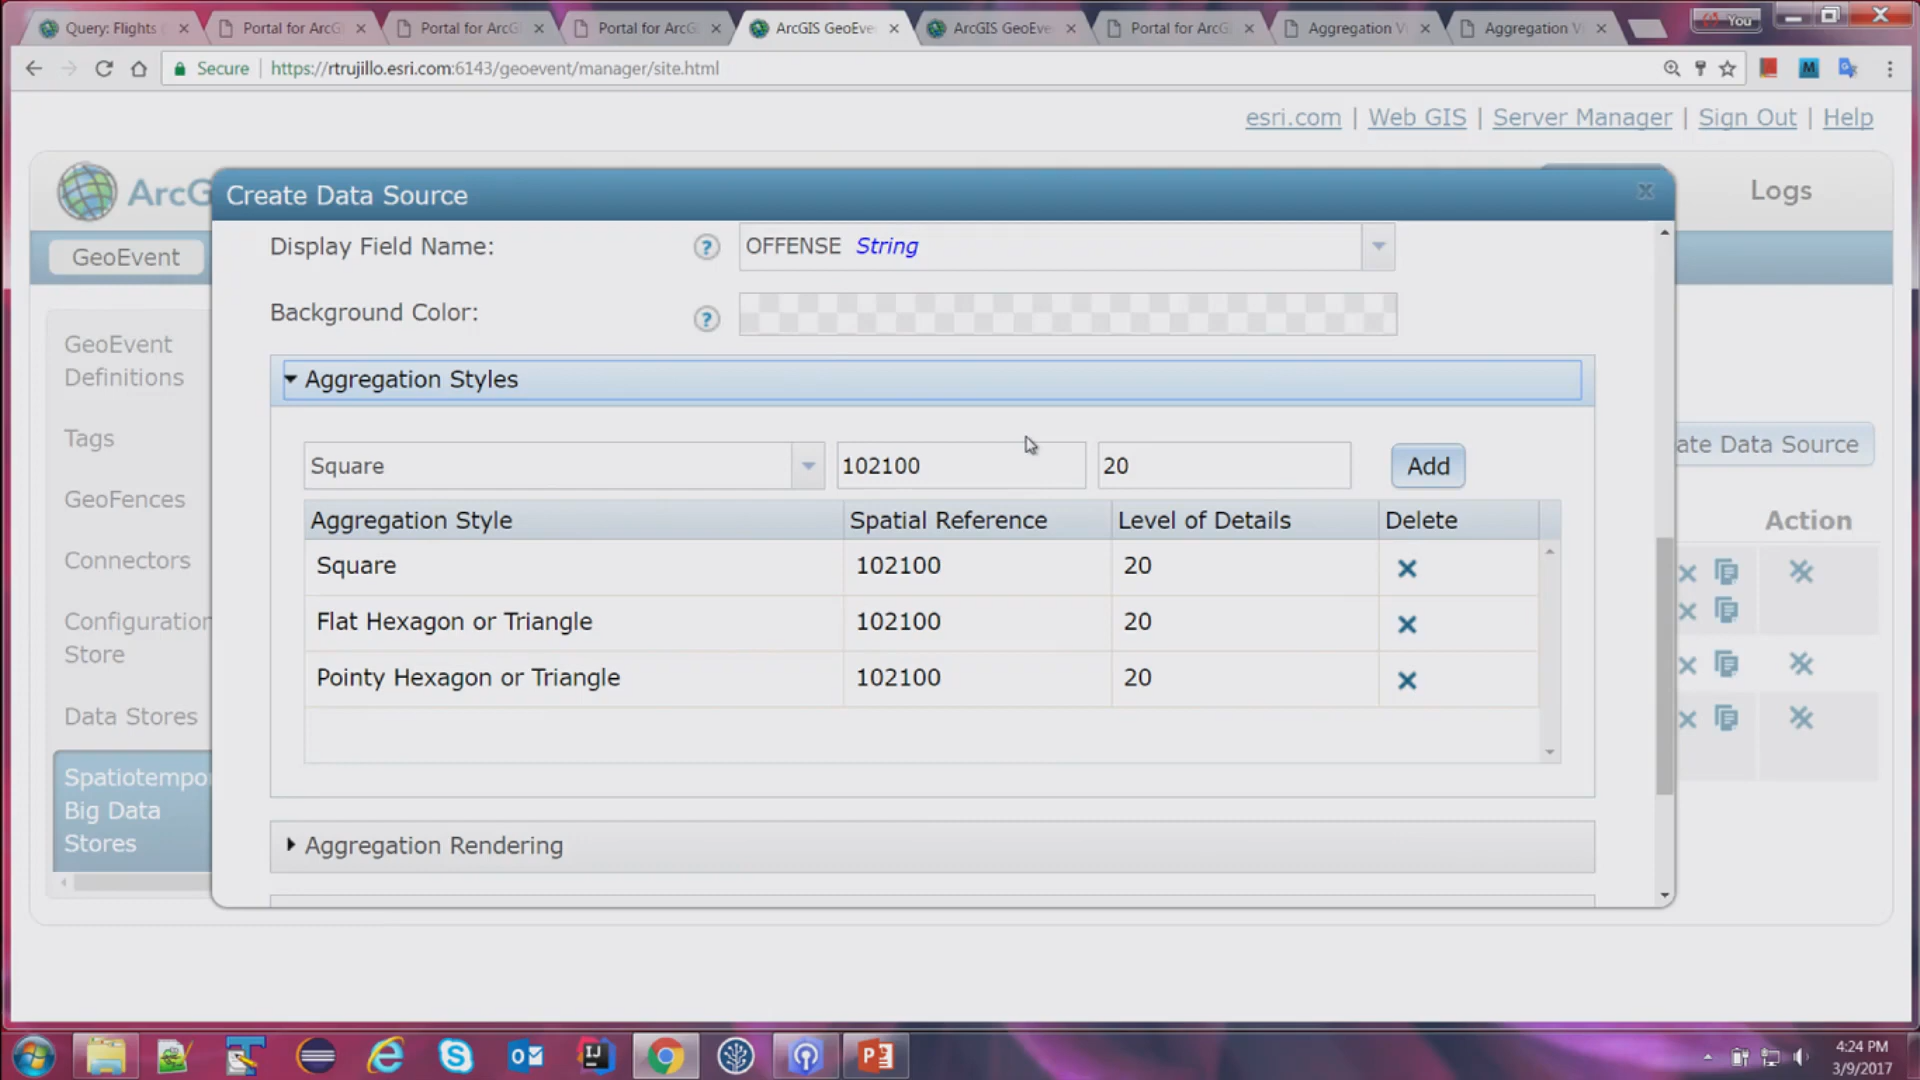 Query: Flights
Portal for ArcG
Portal for ArcG
Portal for ArcG
ArcGIS GeoEve
ArcGIS GeoEve
Portal for ArcG
Aggregation V
Aggregation V
You
Secure
https://rtrujillo.esri.com:6143/geoevent/manager/site.html
M
esri.com | Web GIS | Server Manager | Sign Out | Help
ArcG
Create Data Source
x
Logs
GeoEvent
Display Field Name:
?
OFFENSE String
Background Color:
?
GeoEvent
Definitions
Tags
GeoFences
Connectors
Configuration
Store
Data Stores
Spatiotempo
Big Data
Stores
Aggregation Styles
Square
102100
20
Add
ate Data Source
Aggregation Style
Spatial Reference
Level of Details
Delete
Action
Square
102100
20
Flat Hexagon or Triangle
102100
20
Pointy Hexagon or Triangle
102100
20
Aggregation Rendering
4:24 PM
3/9/2017